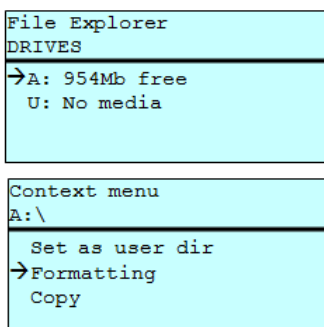 File Explorer
DRIVES
→A: 954Mb free
U: No media
Context menu
A:\
Set as user dir
→Formatting
Copy